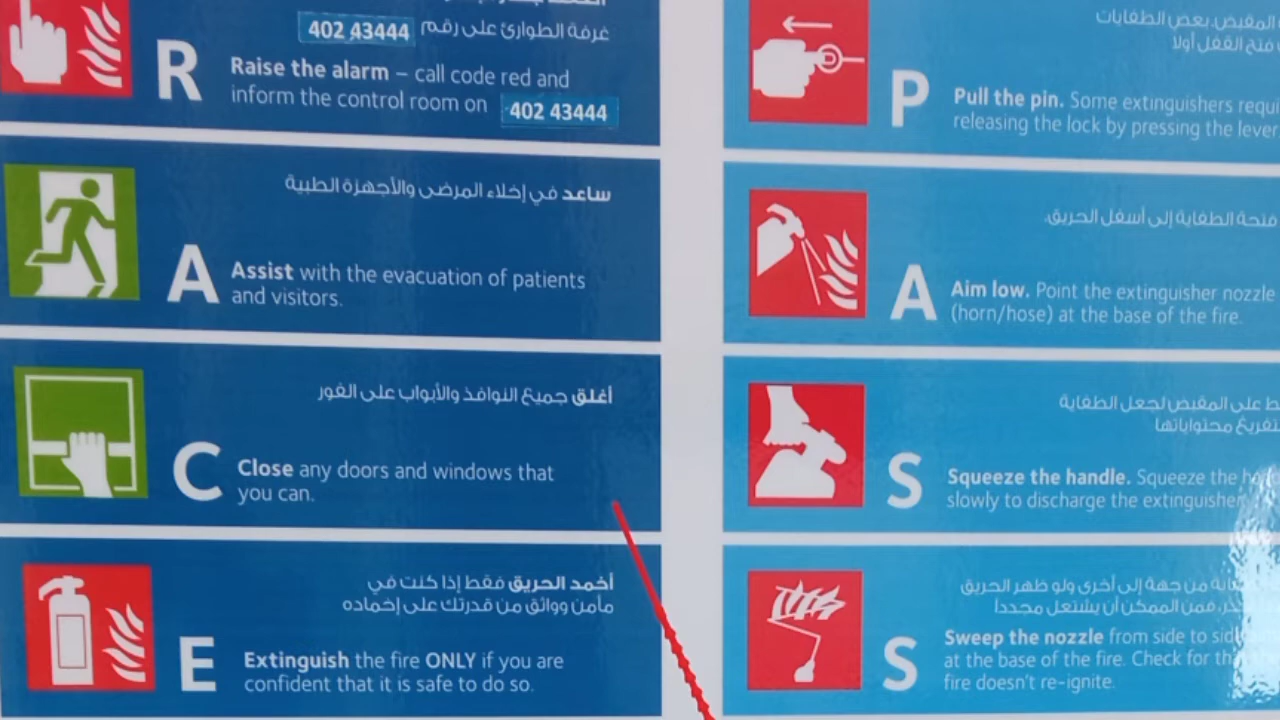 غرفة الطوارئ على رقم 402 43444
R
Raise the alarm – call code red and
inform the control room on 402 43444
ساعد في إخلاء المرضى والأجهزة الطبية
A
Assist with the evacuation of patients
and visitors.
أغلق جميع النوافذ والأبواب على الفور
C
Close any doors and windows that
you can.
أخمد الحريق فقط إذا كنت في
مأمن وواثق من قدرتك على إخماده
E
Extinguish the fire ONLY if you are
confident that it is safe to do so.
المقبض. بعض الطفايات
فتح القفل أولا
P
Pull the pin. Some extinguishers
releasing the lock by pressing the lever
فتحة الطفاية إلى أسفل الحريق.
A
Aim low. Point the extinguisher nozzle
(horn/hose) at the base of the fire.
على المقبض لجعل الطفاية
محتوياتها
S
Squeeze the handle. Squeeze the
slowly to discharge the extinguisher
من جهة إلى أخرى ولو ظهر الحريق
فمن الممكن أن يشتعل مجددا
S
Sweep the nozzle from side to
at the base of the fire. Check for
fire doesn't re-ignite.